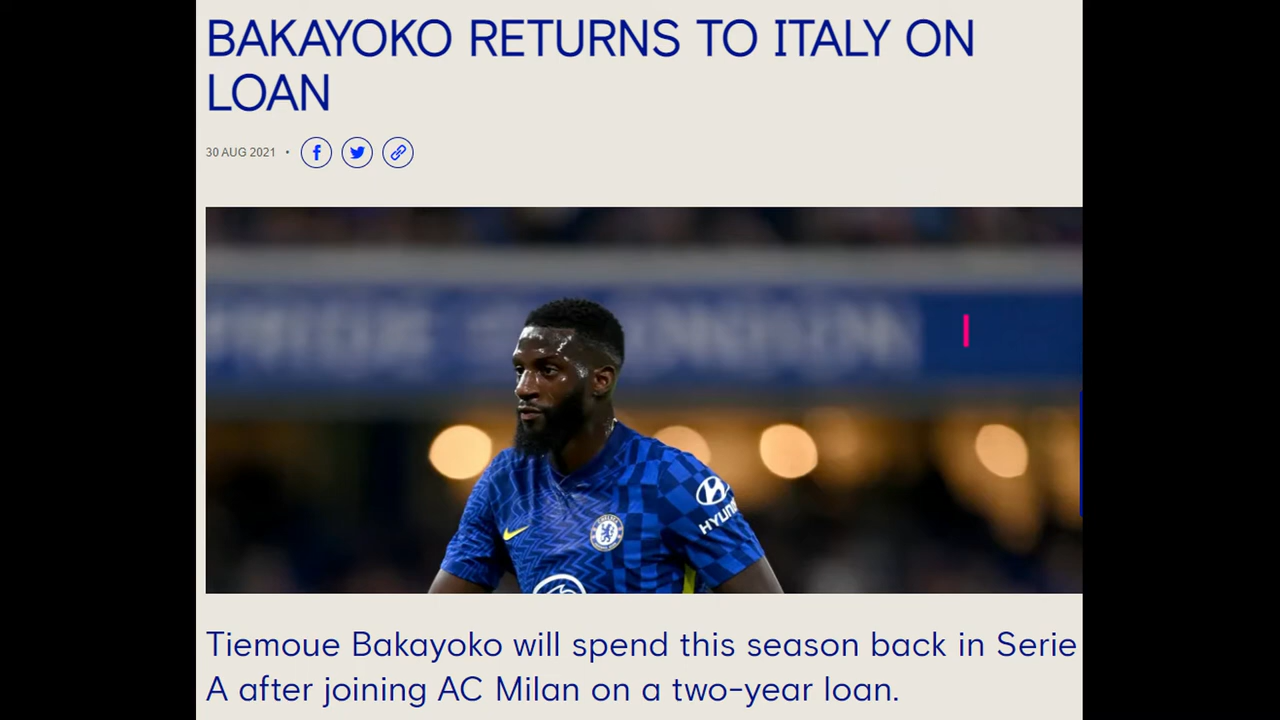 BAKAYOKO RETURNS TO ITALY ON
LOAN
30 AUG 2021 •
HYUN
Tiemoue Bakayoko will spend this season back in Serie
A after joining AC Milan on a two-year loan.